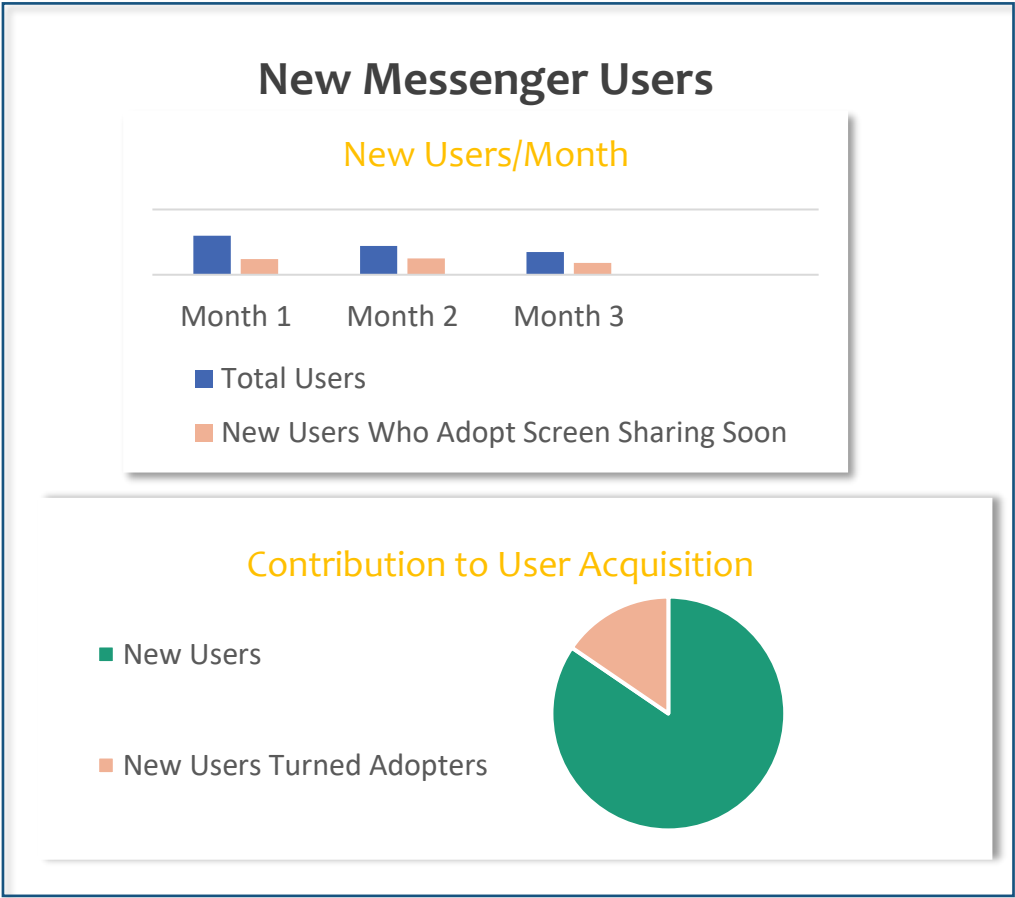 New Messenger Users
New Users/Month
Month 1 Month 2 Month 3
Total Users
New Users Who Adopt Screen Sharing Soon
Contribution to User Acquisition
New Users
New Users Turned Adopters